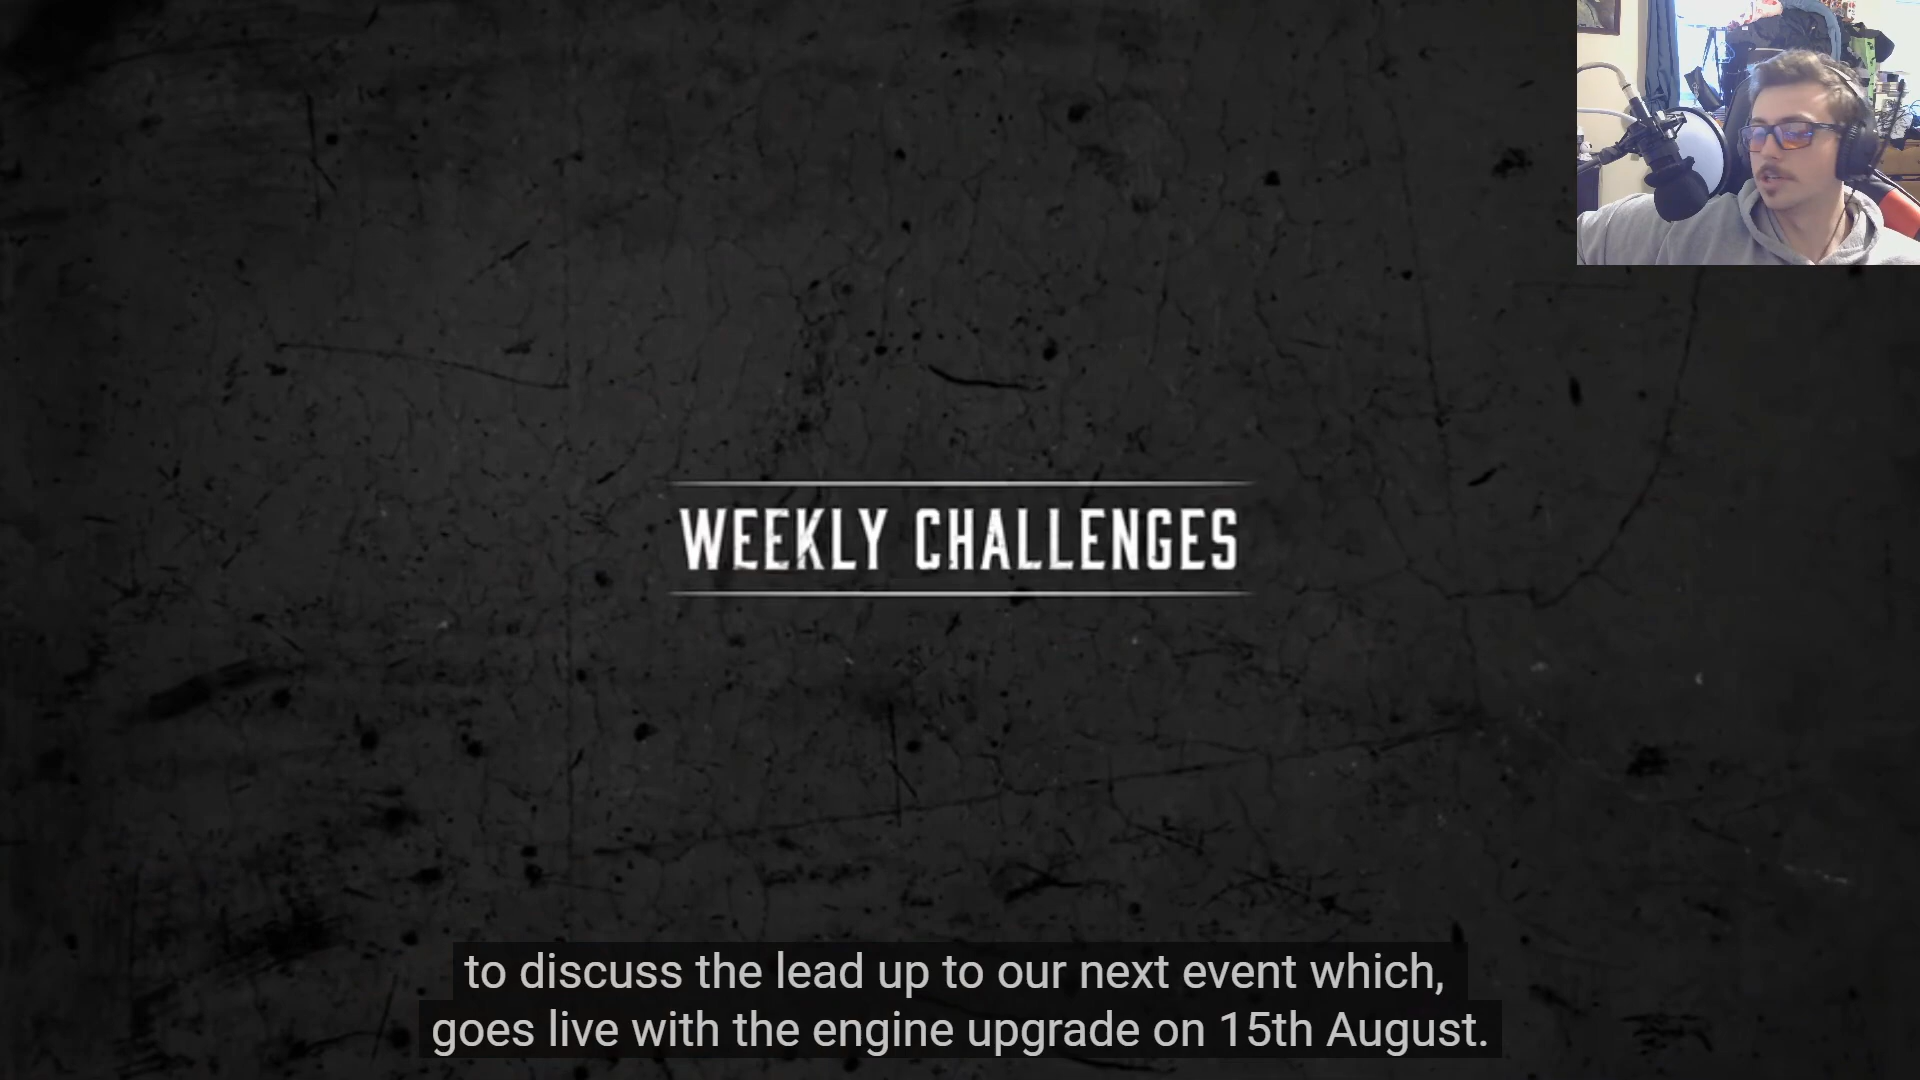 WEEKLY CHALLENGES
to discuss the lead up to our next event which,
goes live with the engine upgrade on 15th August.